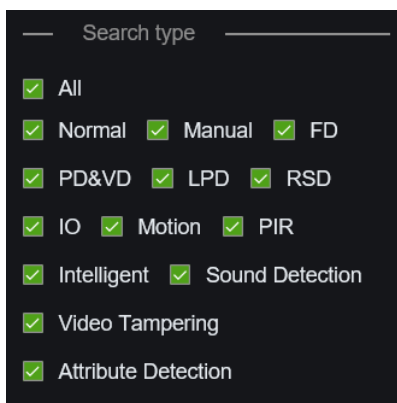 Search type
All
Normal Manual FD
PD&VD LPD RSD
IO Motion PIR
Intelligent Sound Detection
Video Tampering
Attribute Detection